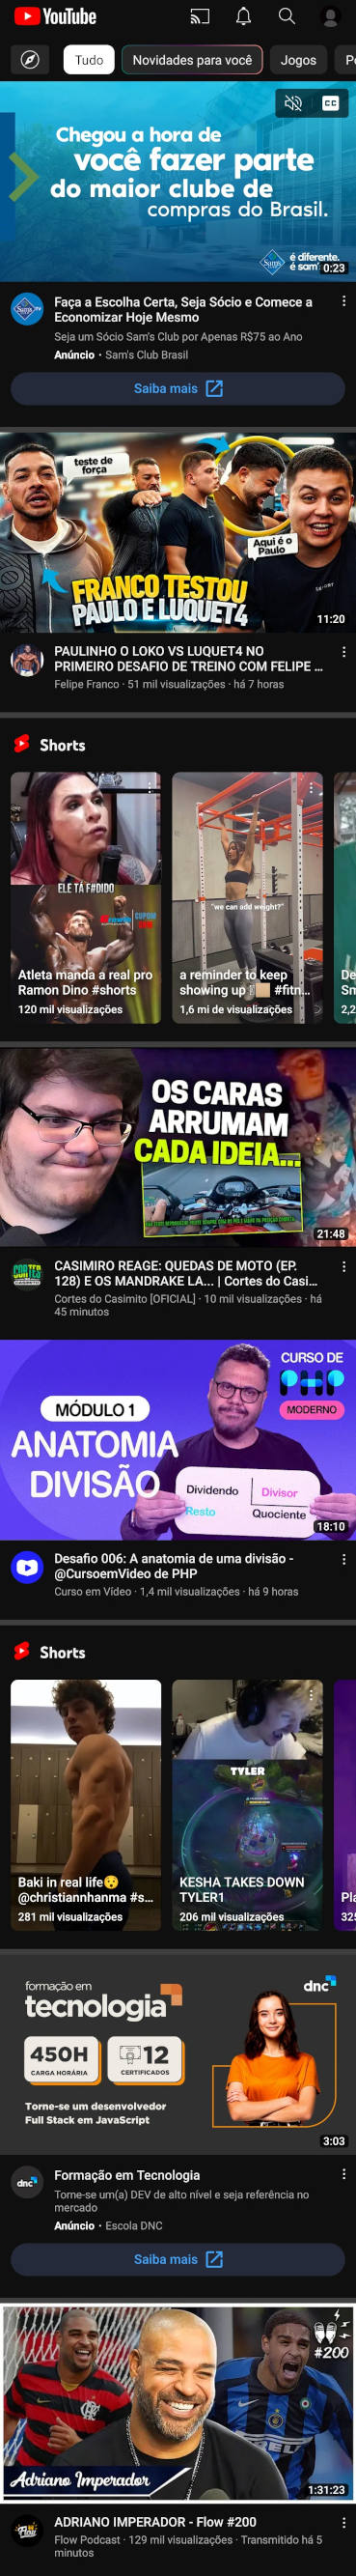 YouTube
Tudo
Novidades para você
Jogos
CC
Chegou a hora de
você fazer parte
do maior clube de
compras do Brasil.
Sam's
é diferente,
é sam'
0:23
Faça a Escolha Certa, Seja Sócio e Comece a
Economizar Hoje Mesmo
Seja um Sócio Sam's Club por Apenas R$75 ao Ano
Anúncio · Sam's Club Brasil
Saiba mais
teste de
força
Aqui é o
Paulo
FRANCO TESTOU
PAULO E LUQUET4
11:20
PAULINHO O LOKO VS LUQUET4 NO
PRIMEIRO DESAFIO DE TREINO COM FELIPE ...
Felipe Franco · 51 mil visualizações · há 7 horas
Shorts
ELE TÁ F#DIDO
Atleta manda a real pro
Ramon Dino #shorts
120 mil visualizações
"we can add weight?"
a reminder to keep
showing up #fitn...
1,6 mi de visualizações
De
Sm
2,2
OS CARAS
ARRUMAM
CADA IDEIA...
21:48
CORTES
CASIMIRO REAGE: QUEDAS DE MOTO (EP.
128) E OS MANDRAKE LA... | Cortes do Casi...
Cortes do Casimito [OFICIAL] · 10 mil visualizações · há
45 minutos
CURSO DE
PHP
MODERNO
MÓDULO 1
ANATOMIA
DIVISÃO
Dividendo
Divisor
Resto
Quociente
18:10
Desafio 006: A anatomia de uma divisão -
@CursoemVideo de PHP
Curso em Vídeo · 1,4 mil visualizações · há 9 horas
Shorts
Baki in real life😯
@christiannhanma #s...
281 mil visualizações
TYLER
KESHA TAKES DOWN
TYLER1
206 mil visualizações
Pl
325
formação em
tecnologia
dnc
450H
CARGA HORÁRIA
12
CERTIFICADOS
Torne-se um desenvolvedor
Full Stack em JavaScript
3:03
dnc
Formação em Tecnologia
Torne-se um(a) DEV de alto nível e seja referência no
mercado
Anúncio · Escola DNC
Saiba mais
#200
Adriano Imperador
1:31:23
Flow
ADRIANO IMPERADOR - Flow #200
Flow Podcast · 129 mil visualizações · Transmitido há 5
minutos